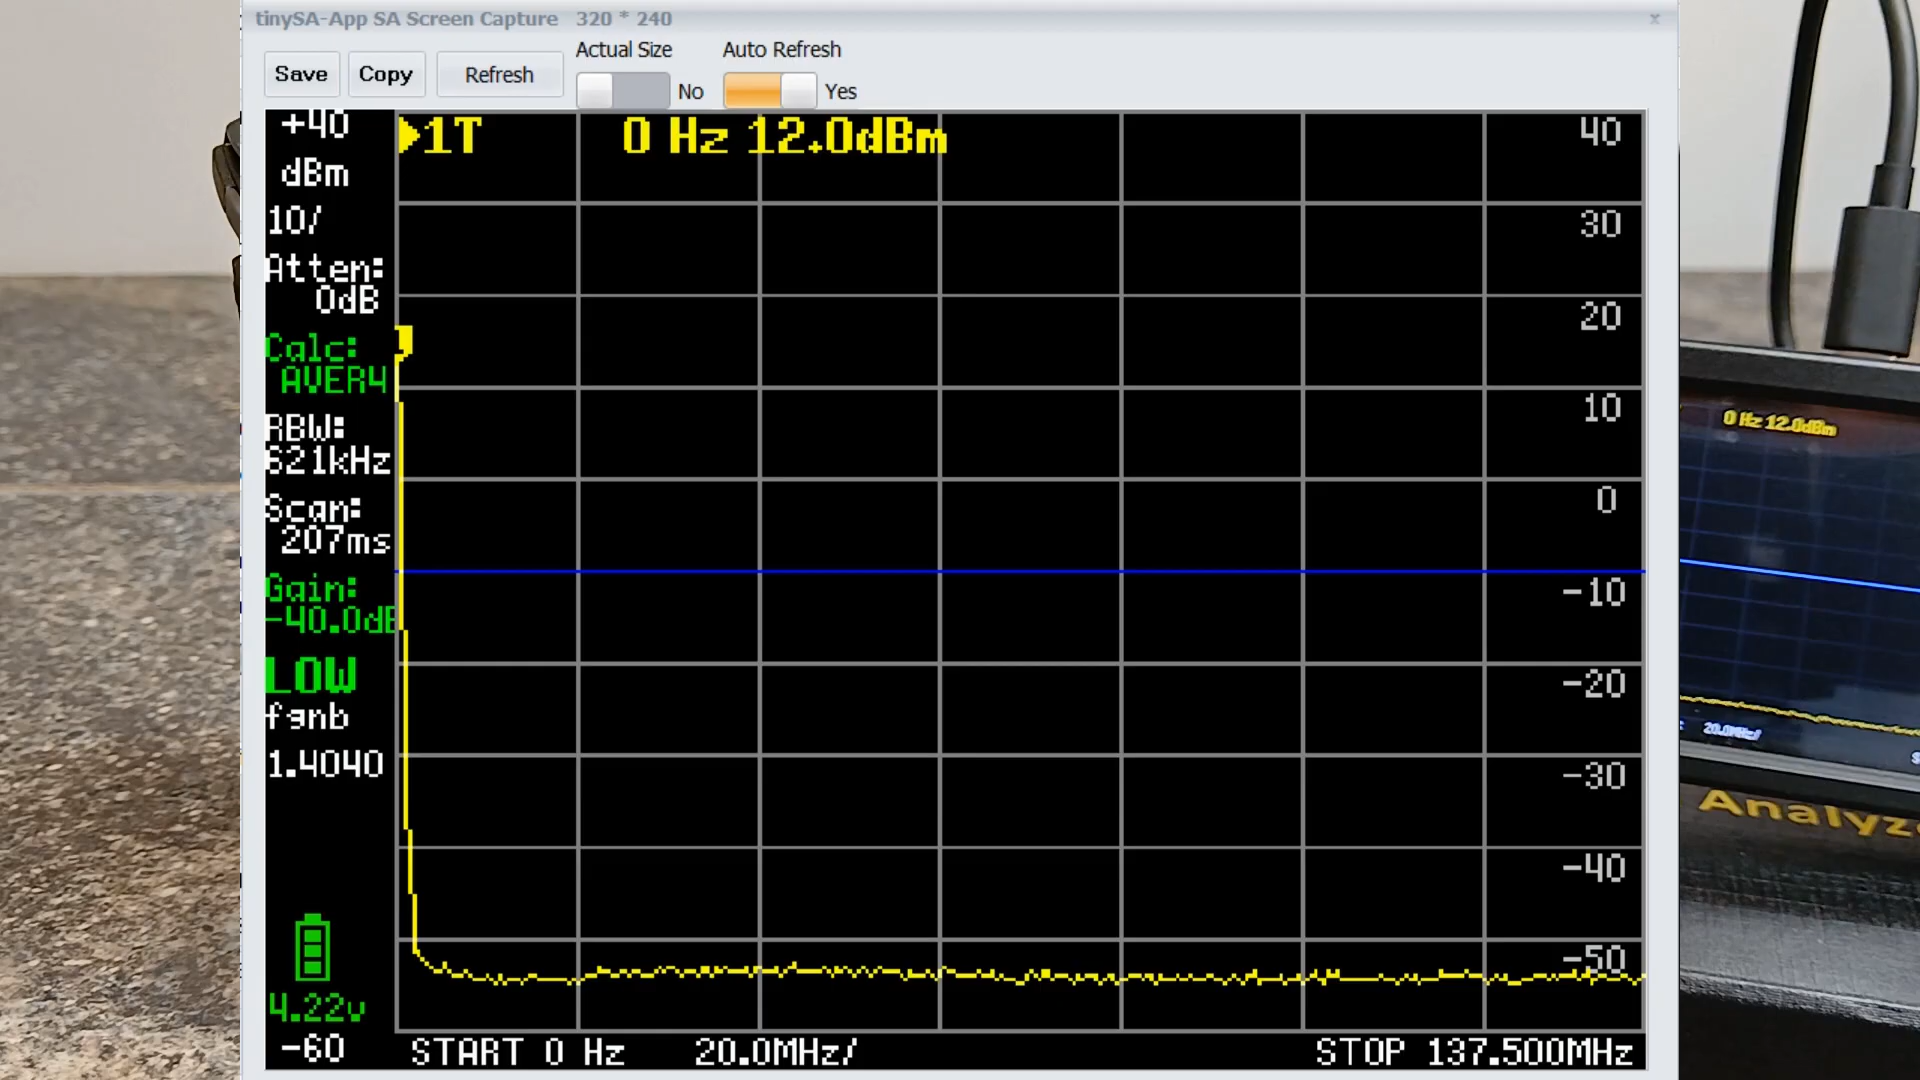 tinySA-App SA Screen Capture 320 * 240
x
Actual Size Auto Refresh
Save Copy Refresh No Yes
+40
dBm
10/
Atten:
0dB
Calc:
AVER4
RBW:
621kHz
Scan:
207ms
Gain:
-40.0dB
LOW
fgnb
1.4040
4.22v
-60
1T 0 Hz 12.0dBm
40
30
20
10
0
-10
-20
-30
-40
-50
START 0 Hz 20.0MHz/ STOP 137.500MHz
0 Hz 12.0dBm
20.0MHz/